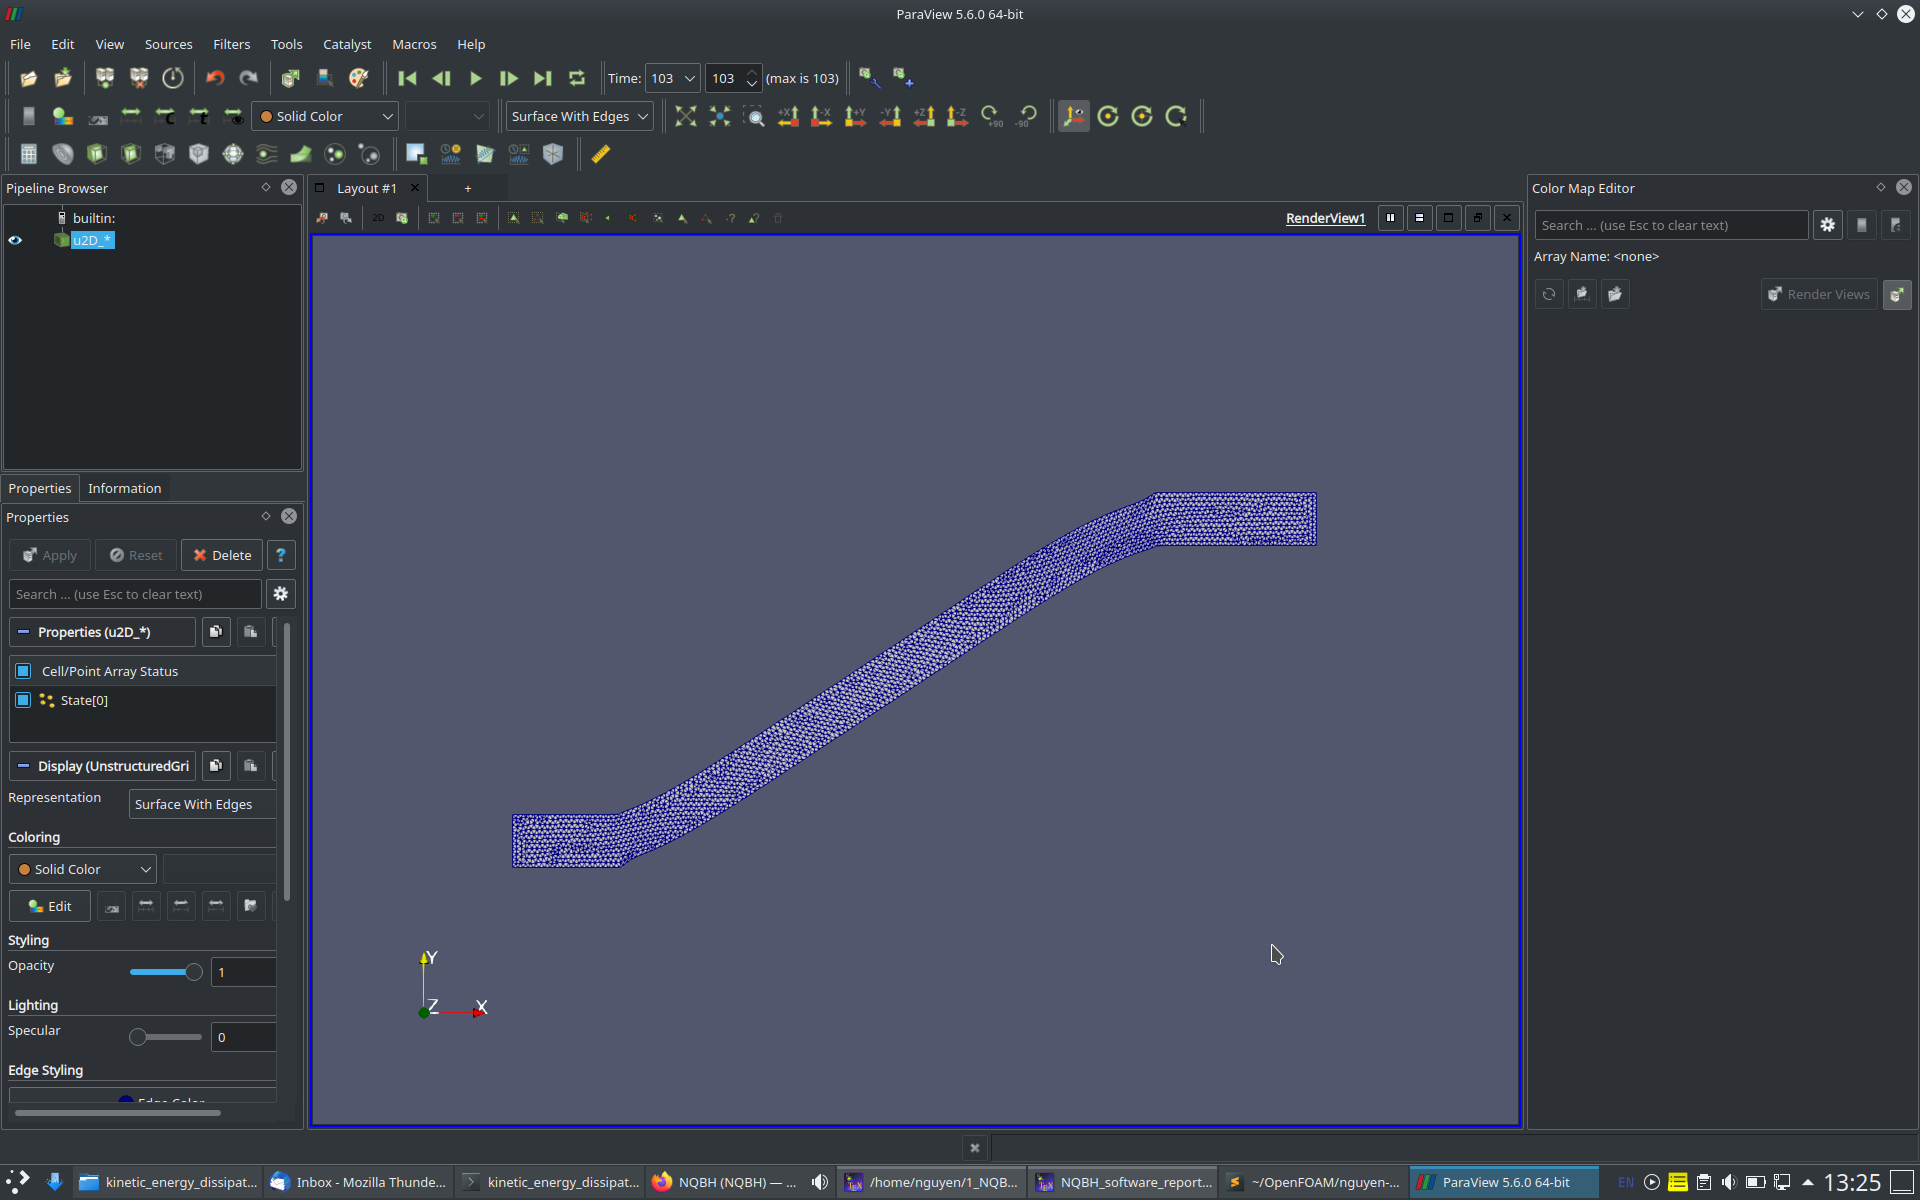 ParaView 5.6.0 64-bit
File Edit View Sources Filters Tools Catalyst Macros Help
Time: 103 103 (max is 103)
Solid Color Surface With Edges +X -X +Y -Y +Z -Z +90 -90
Pipeline Browser
Layout #1 +
Color Map Editor
builtin:
2D
RenderView1
Search ... (use Esc to clear text)
u2D_*
Array Name: <none>
Render Views
Properties Information
Properties
Apply Reset Delete ?
Search ... (use Esc to clear text)
Properties (u2D_*)
Cell/Point Array Status
State[0]
Display (UnstructuredGri
Representation Surface With Edges
Coloring
Solid Color
Edit
Styling
Opacity 1
Lighting
Specular 0
Edge Styling
Edge Color
Y
Z X
kinetic_energy_dissipat... Inbox - Mozilla Thunde... kinetic_energy_dissipat... NQBH (NQBH) — ... /home/nguyen/1_NQB... NQBH_software_report... ~/OpenFOAM/nguyen-... ParaView 5.6.0 64-bit EN 13:25